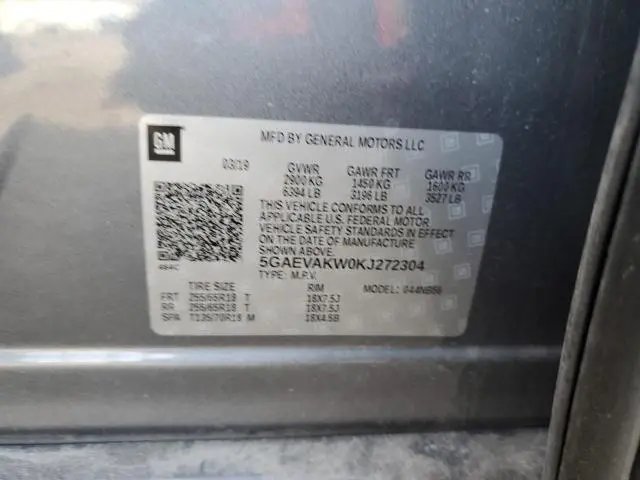 GM
MFD BY GENERAL MOTORS LLC
03/19 GVWR GAWR FRT GAWR RR
2900 KG 1450 KG 1600 KG
6394 LB 3196 LB 3527 LB
THIS VEHICLE CONFORMS TO ALL
APPLICABLE U.S. FEDERAL MOTOR
VEHICLE SAFETY STANDARDS IN
EFFECT ON THE DATE OF MANUFACTURE
SHOWN ABOVE.
5GAEVAKW0KJ272304
TYPE: M.P.V. MODEL: 044NB56
TIRE SIZE RIM
FRT 255/65R18 T 18X7.5J
RR 255/65R18 T 18X7.5J
SPA T135/70R18 M 18X4.5B